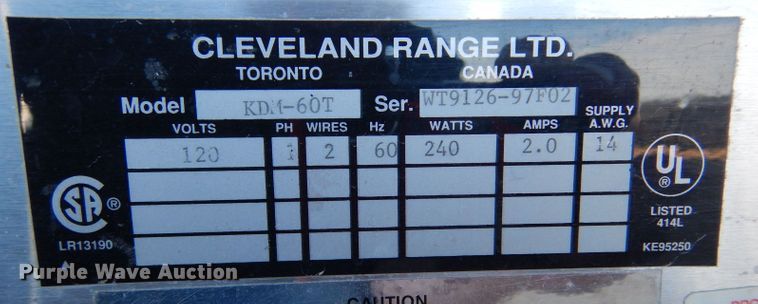 CLEVELAND RANGE LTD.
TORONTO CANADA
Model KDM-60T Ser. WT9126-97F02
VOLTS PH WIRES Hz WATTS AMPS SUPPLY A.W.G.
120 1 2 60 240 2.0 14
CSA ®
LR13190
UL ®
LISTED
414L
KE95250
Purple Wave Auction
CAUTION